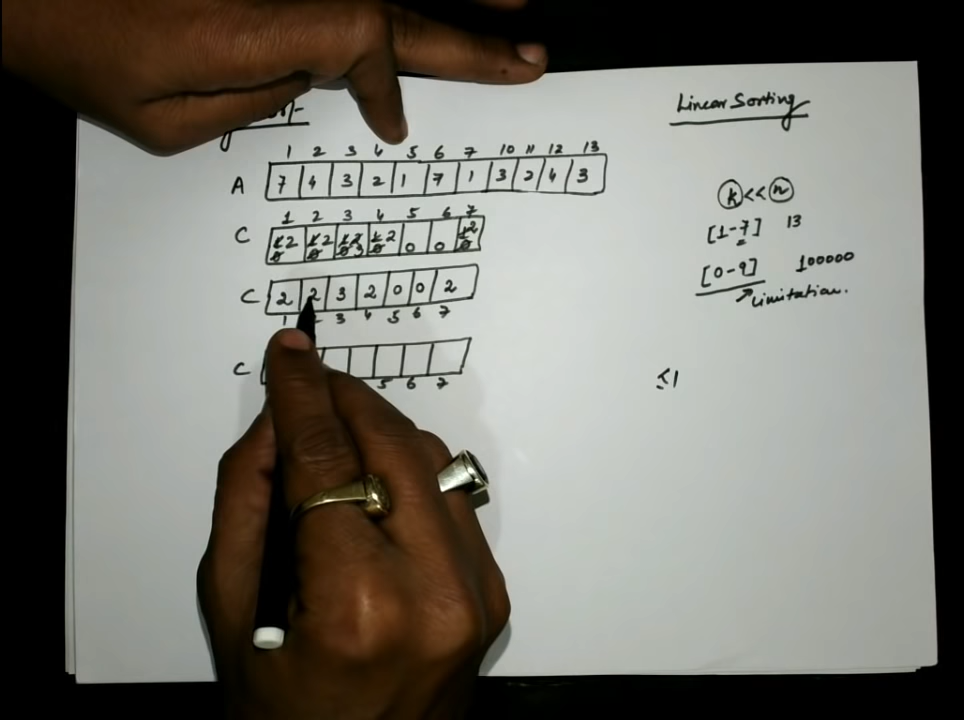 Linear Sorting
1 2 3 4 5 6 7 10 11 12 13
A 7 4 3 2 1 7 1 3 2 4 3
k << n
[1-7] 13
1 2 3 4 5 6 7
C 2 2 3 2 0 0 2
[0-9] 100000
limitation.
C 2 2 3 2 0 0 2
1 3 4 5 6 7
C
5 6 7
≤1